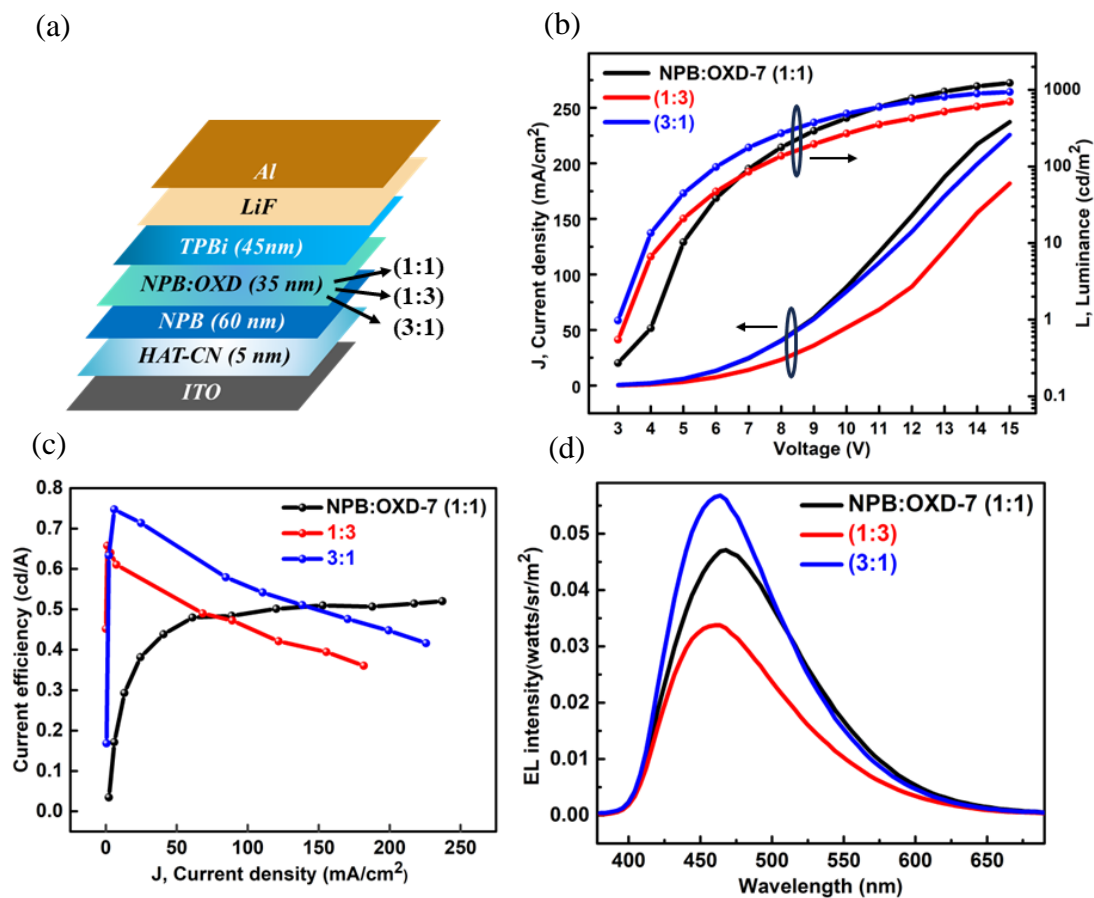 (a)
Al
LiF
TPBi (45nm)
NPB:OXD (35 nm)
(1:1)
(1:3)
(3:1)
NPB (60 nm)
HAT-CN (5 nm)
ITO
(b)
NPB:OXD-7 (1:1)
(1:3)
(3:1)
J, Current density (mA/cm²)
250
200
150
100
50
0
L, Luminance (cd/m²)
1000
100
10
1
0.1
3 4 5 6 7 8 9 10 11 12 13 14 15
Voltage (V)
(c)
NPB:OXD-7 (1:1)
1:3
3:1
Current efficiency (cd/A)
0.8
0.7
0.6
0.5
0.4
0.3
0.2
0.1
0.0
0 50 100 150 200 250
J, Current density (mA/cm²)
(d)
NPB:OXD-7 (1:1)
(1:3)
(3:1)
EL intensity(watts/sr/m²)
0.05
0.04
0.03
0.02
0.01
0.00
400 450 500 550 600 650
Wavelength (nm)